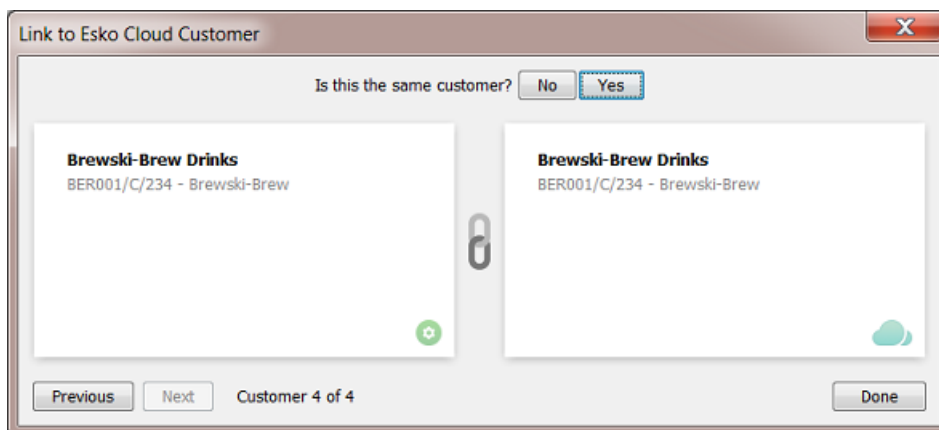 Link to Esko Cloud Customer
Is this the same customer? No Yes
Brewski-Brew Drinks
BER001/C/234 - Brewski-Brew
Brewski-Brew Drinks
BER001/C/234 - Brewski-Brew
Previous Next Customer 4 of 4 Done